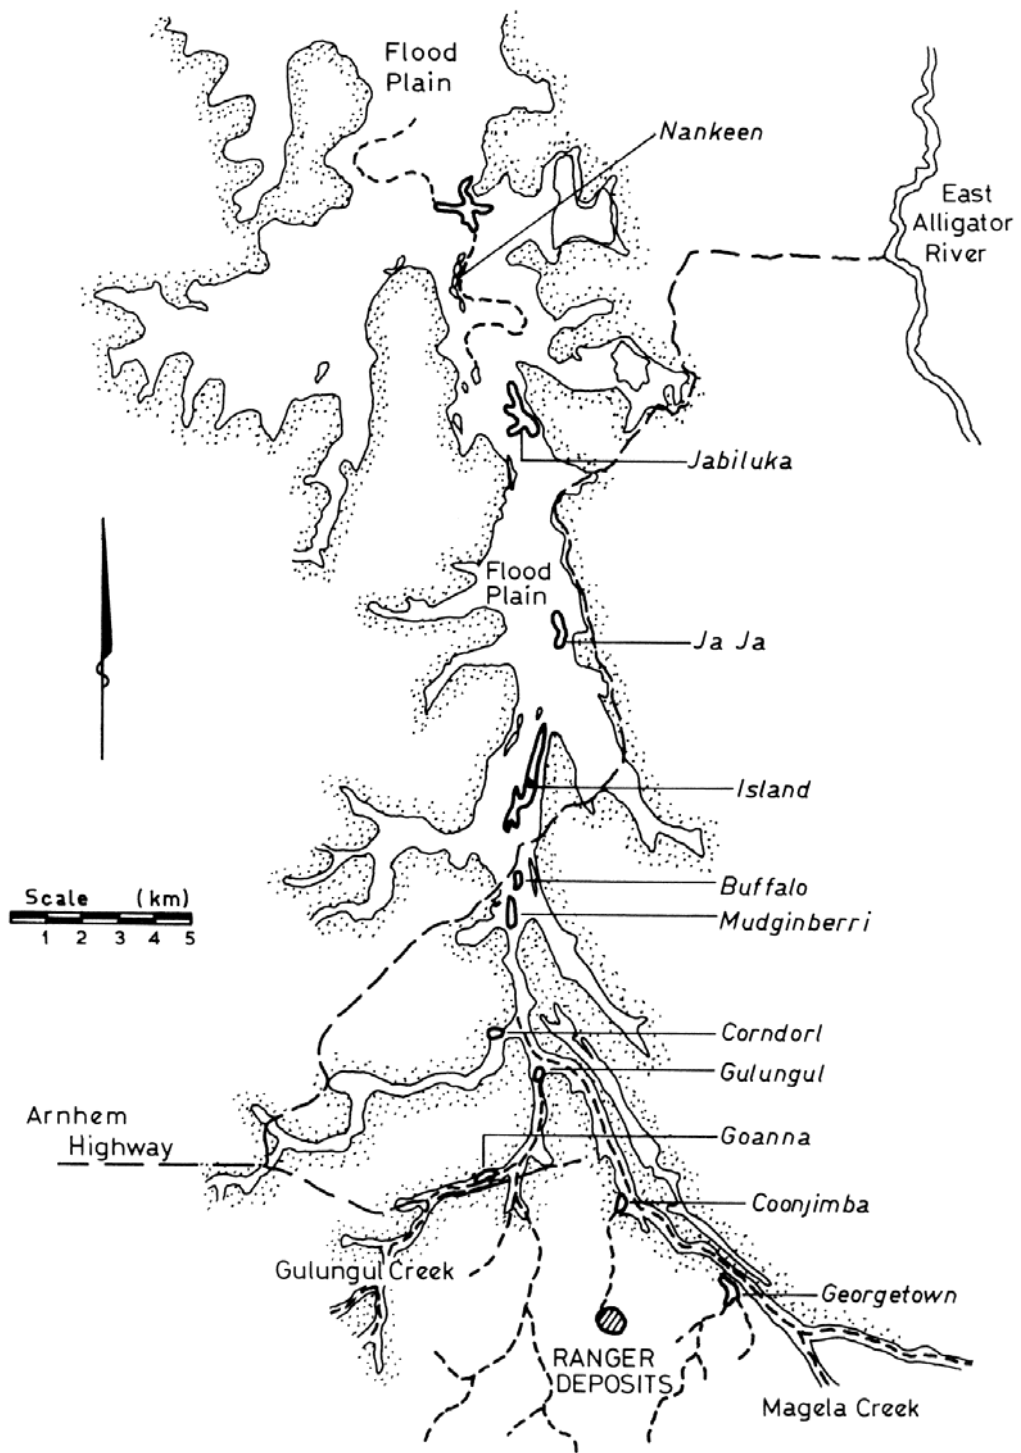 Flood
Plain
Nankeen
East
Alligator
River
Jabiluka
Flood
Plain
Ja Ja
Island
Scale (km)
1 2 3 4 5
Buffalo
Mudginberri
Corndorl
Gulungul
Arnhem
Highway
Goanna
Coonjimba
Gulungul Creek
Georgetown
RANGER
DEPOSITS
Magela Creek